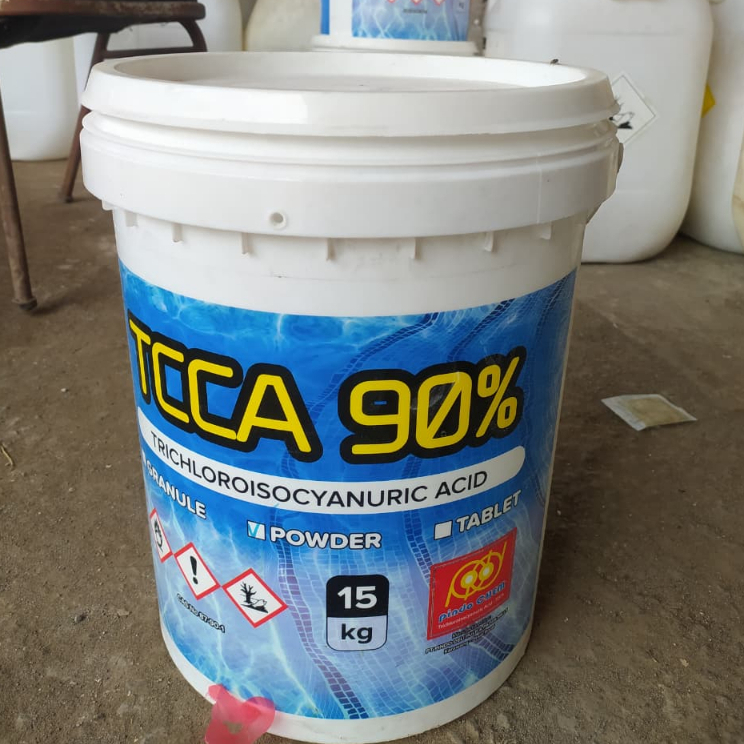 TCCA 90%
TRICHLOROISOCYANURIC ACID
GRANULE
POWDER
TABLET
15
kg